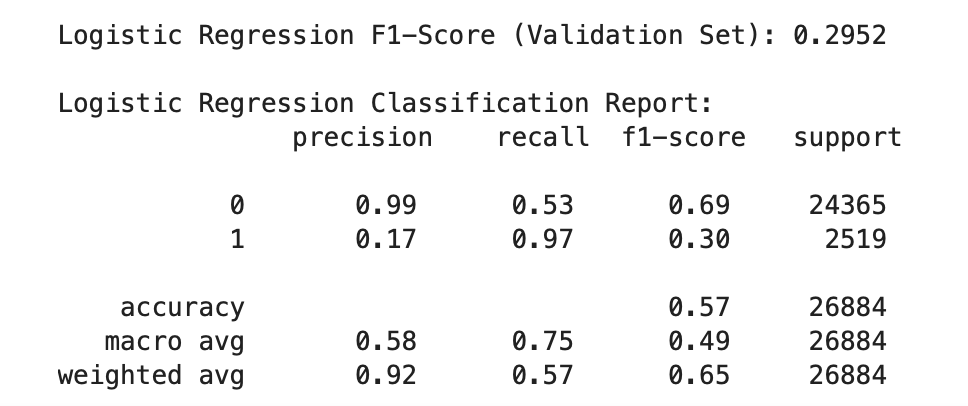 Logistic Regression F1-Score (Validation Set): 0.2952
Logistic Regression Classification Report:
precision recall f1-score support
0 0.99 0.53 0.69 24365
1 0.17 0.97 0.30 2519
accuracy 0.57 26884
macro avg 0.58 0.75 0.49 26884
weighted avg 0.92 0.57 0.65 26884